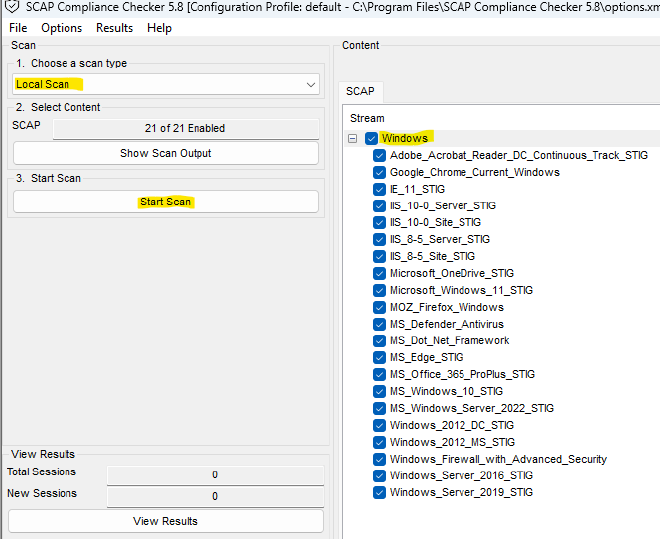 SCAP Compliance Checker 5.8 [Configuration Profile: default - C:\Program Files\SCAP Compliance Checker 5.8\options.xm
File Options Results Help
Scan
1. Choose a scan type
Local Scan
2. Select Content
SCAP 21 of 21 Enabled
Show Scan Output
3. Start Scan
Start Scan
View Results
Total Sessions 0
New Sessions 0
View Results
Content
SCAP
Stream
Windows
Adobe_Acrobat_Reader_DC_Continuous_Track_STIG
Google_Chrome_Current_Windows
IE_11_STIG
IIS_10-0_Server_STIG
IIS_10-0_Site_STIG
IIS_8-5_Server_STIG
IIS_8-5_Site_STIG
Microsoft_OneDrive_STIG
Microsoft_Windows_11_STIG
MOZ_Firefox_Windows
MS_Defender_Antivirus
MS_Dot_Net_Framework
MS_Edge_STIG
MS_Office_365_ProPlus_STIG
MS_Windows_10_STIG
MS_Windows_Server_2022_STIG
Windows_2012_DC_STIG
Windows_2012_MS_STIG
Windows_Firewall_with_Advanced_Security
Windows_Server_2016_STIG
Windows_Server_2019_STIG